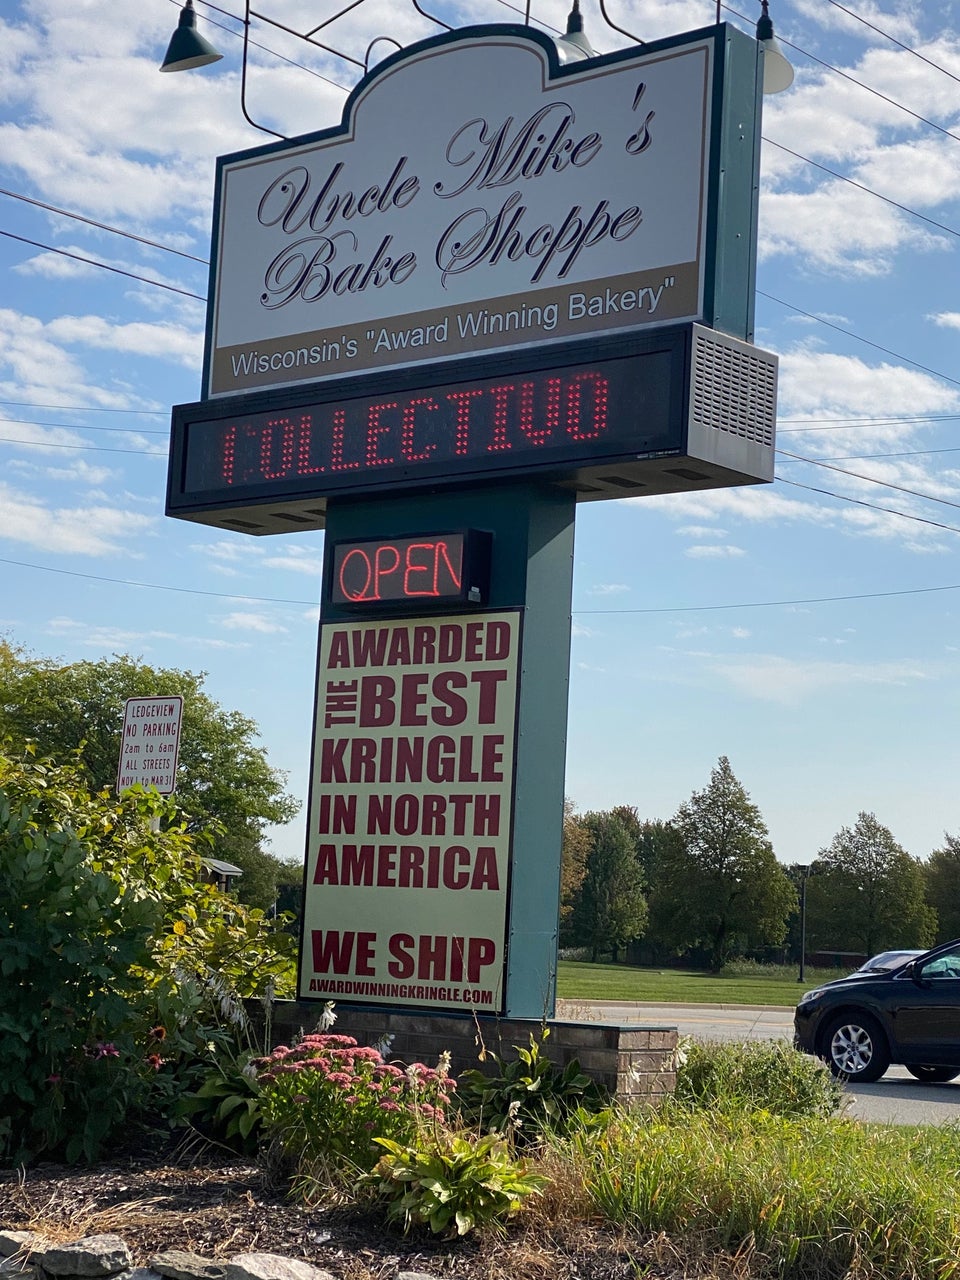 Uncle Mike's
Bake Shoppe
Wisconsin's "Award Winning Bakery"
COLLECTIVO
OPEN
AWARDED
THE BEST
KRINGLE
IN NORTH
AMERICA
WE SHIP
AWARDWINNINGKRINGLE.COM
LEDGEVIEW
NO PARKING
2am to 6am
ALL STREETS
NOV 1 to MAR 31